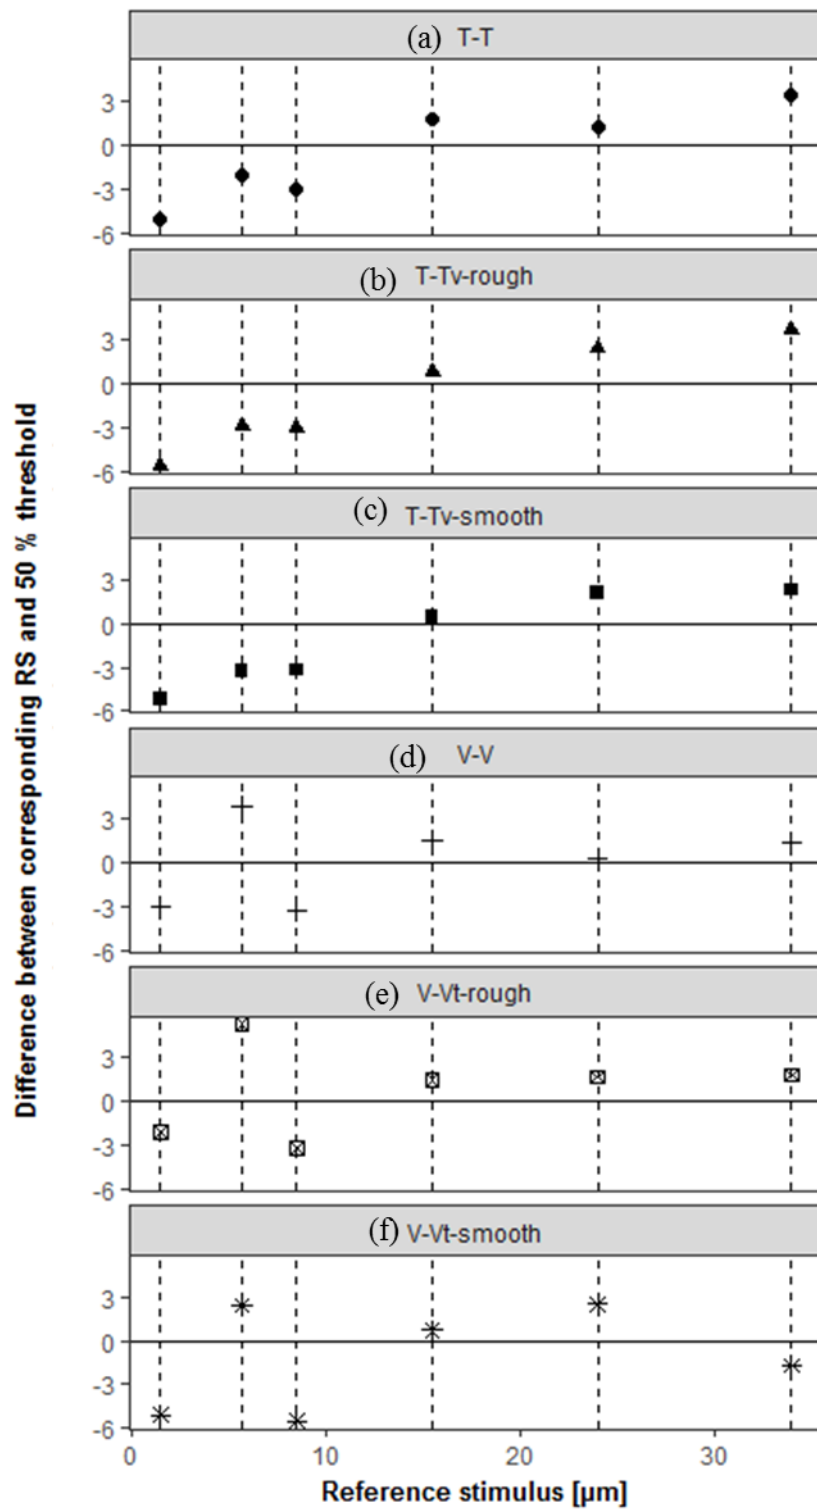 (a) T-T
3
0
-3
-6
(b) T-Tv-rough
3
0
-3
-6
(c) T-Tv-smooth
3
0
-3
-6
(d) V-V
3
0
-3
-6
(e) V-Vt-rough
3
0
-3
-6
(f) V-Vt-smooth
3
0
-3
-6
0 10 20 30
Reference stimulus [µm]
Difference between corresponding RS and 50 % threshold